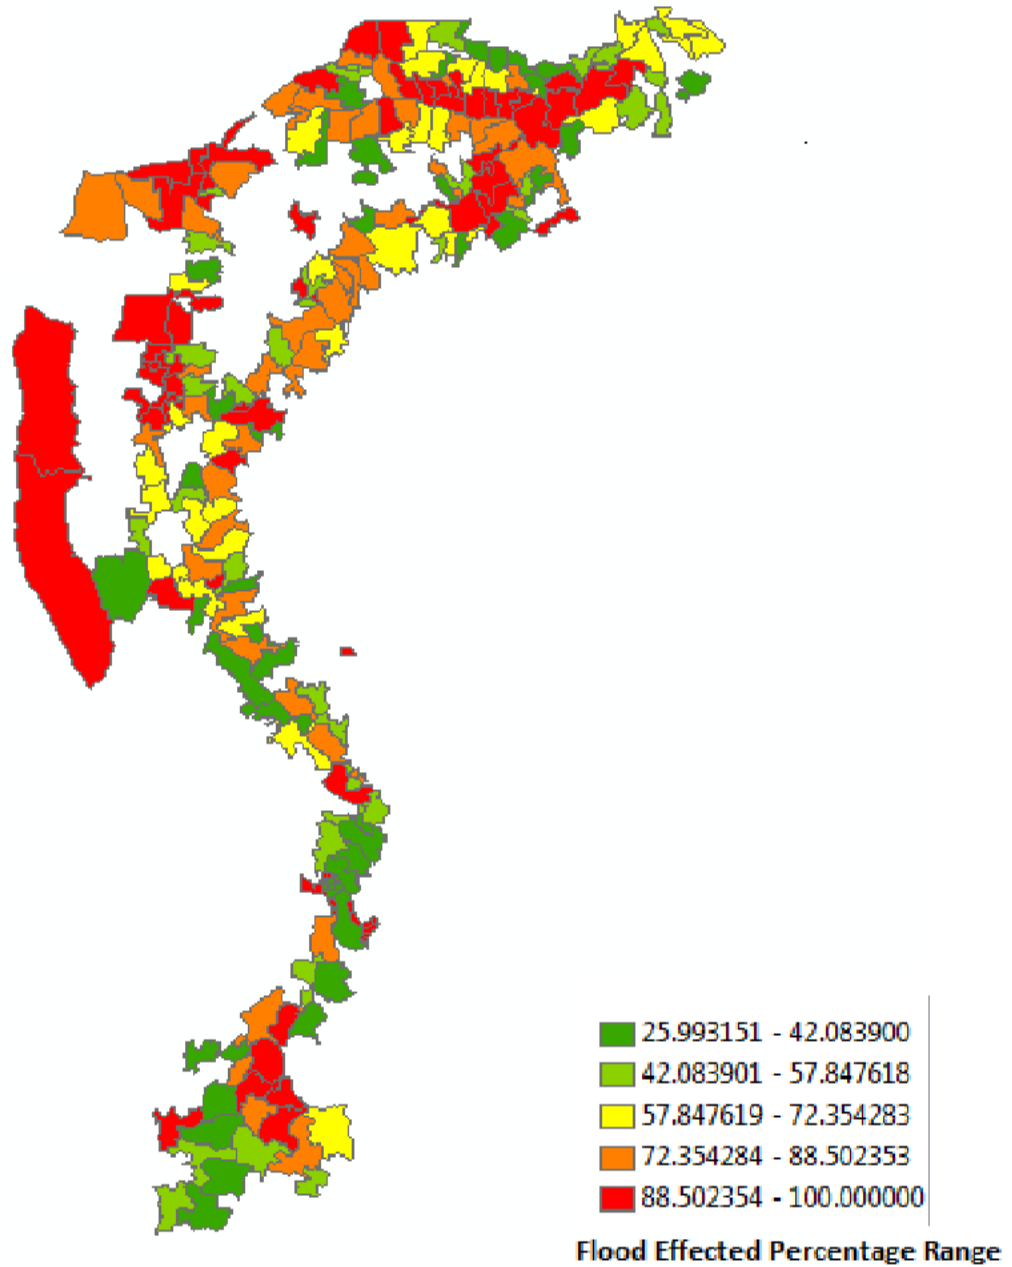 25.993151 - 42.083900
42.083901 - 57.847618
57.847619 - 72.354283
72.354284 - 88.502353
88.502354 - 100.000000
Flood Effected Percentage Range